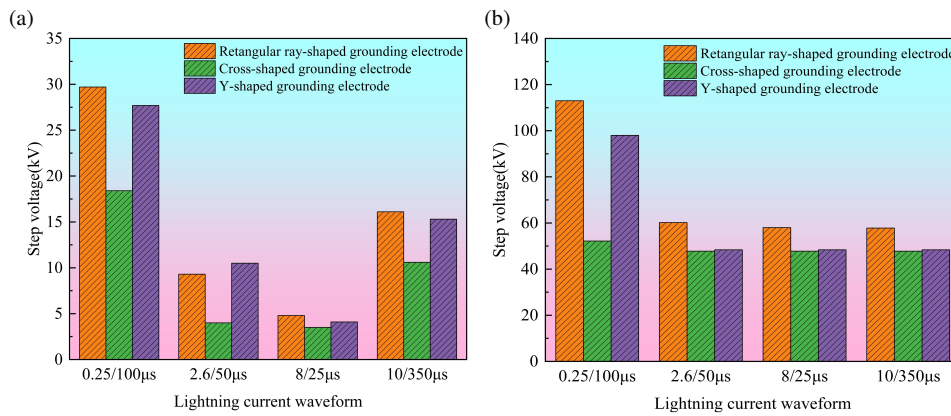 (a)
35
30
25
20
15
10
5
0
Step voltage(kV)
Retangular ray-shaped grounding electrode
Cross-shaped grounding electrode
Y-shaped grounding electrode
0.25/100μs 2.6/50μs 8/25μs 10/350μs
Lightning current waveform
(b)
140
120
100
80
60
40
20
0
Step voltage(kV)
Retangular ray-shaped grounding electrode
Cross-shaped grounding electrode
Y-shaped grounding electrode
0.25/100μs 2.6/50μs 8/25μs 10/350μs
Lightning current waveform